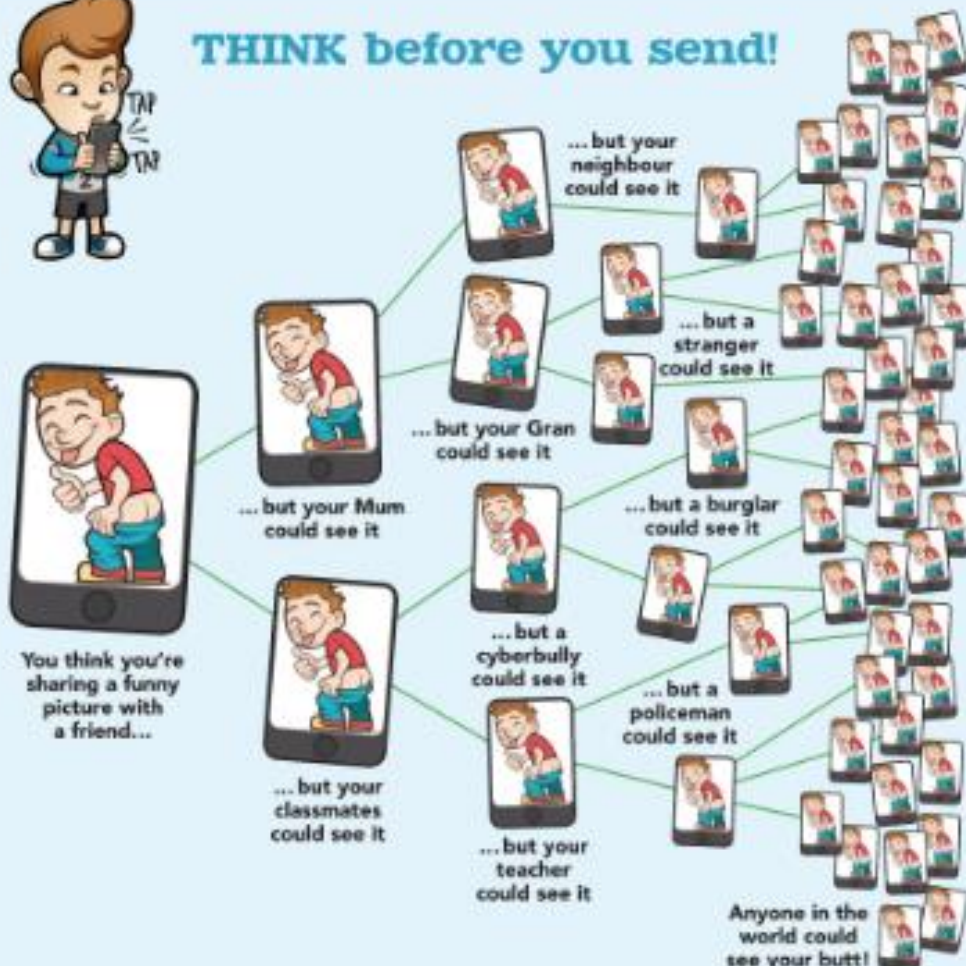 THINK before you send!
TAP
TAP
... but your
neighbour
could see it
... but a
stranger
could see it
... but your Gran
could see it
... but your Mum
could see it
... but a burglar
could see it
... but a
cyberbully
could see it
You think you're
sharing a funny
picture with
a friend...
... but a
policeman
could see it
... but your
classmates
could see it
... but your
teacher
could see it
Anyone in the
world could
see your butt!